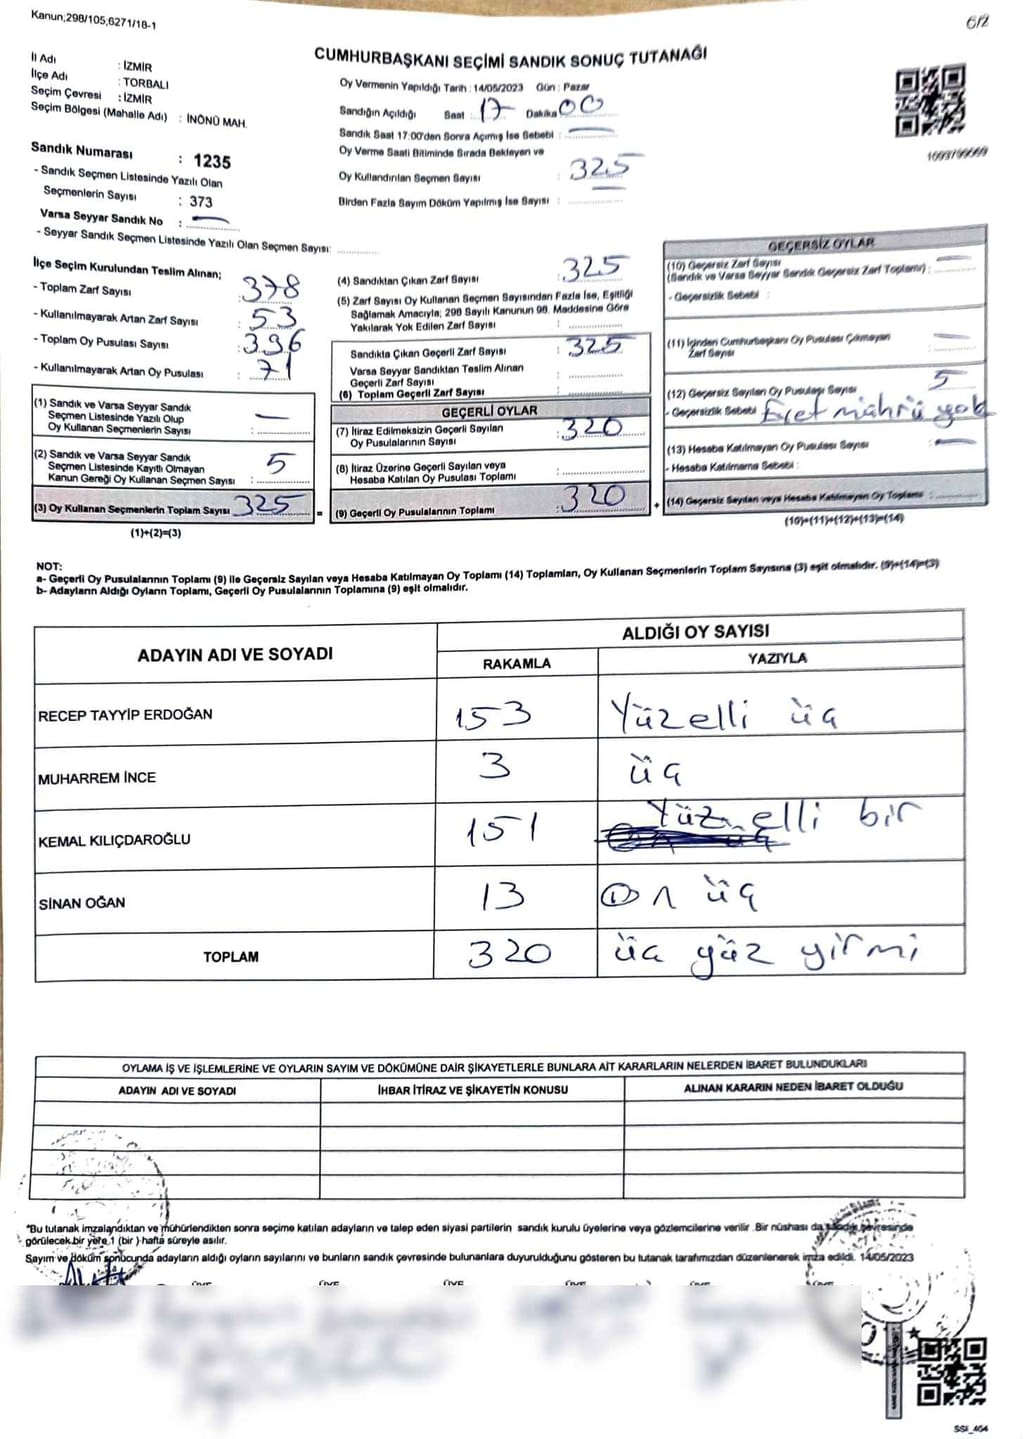 Kanun;298/105,6271/18-1
6/2
CUMHURBAŞKANI SEÇİMİ SANDIK SONUÇ TUTANAĞI
İl Adı : İZMİR
İlçe Adı : TORBALI
Seçim Çevresi : İZMİR
Seçim Bölgesi (Mahalle Adı) : İNÖNÜ MAH.
Sandık Numarası : 1235
- Sandık Seçmen Listesinde Yazılı Olan
Seçmenlerin Sayısı : 373
Varsa Seyyar Sandık No : —
- Seyyar Sandık Seçmen Listesinde Yazılı Olan Seçmen Sayısı:
Oy Vermenin Yapıldığı Tarih : 14/05/2023 Gün : Pazar
Sandığın Açıldığı Saat : 17 Dakika 00
Sandık Saat 17:00'den Sonra Açımış İse Sebebi : —
Oy Verme Saati Bitiminde Sırada Bekleyen ve
Oy Kullandırılan Seçmen Sayısı : 325
Birden Fazla Sayım Döküm Yapılmış İse Sayısı : —
İlçe Seçim Kurulundan Teslim Alınan;
- Toplam Zarf Sayısı : 378
- Kullanılmayarak Artan Zarf Sayısı : 53
- Toplam Oy Pusulası Sayısı : 396
- Kullanılmayarak Artan Oy Pusulası : 71
(1) Sandık ve Varsa Seyyar Sandık
Seçmen Listesinde Yazılı Olup
Oy Kullanan Seçmenlerin Sayısı : —
(2) Sandık ve Varsa Seyyar Sandık
Seçmen Listesinde Kayıtlı Olmayan
Kanun Gereği Oy Kullanan Seçmen Sayısı : 5
(3) Oy Kullanan Seçmenlerin Toplam Sayısı : 325
(1)+(2)=(3)
=
(4) Sandıktan Çıkan Zarf Sayısı : 325
(5) Zarf Sayısı Oy Kullanan Seçmen Sayısından Fazla İse, Eşitliği
Sağlamak Amacıyla; 298 Sayılı Kanunun 98. Maddesine Göre
Yakılarak Yok Edilen Zarf Sayısı :
Sandıkta Çıkan Geçerli Zarf Sayısı : 325
Varsa Seyyar Sandıktan Teslim Alınan
Geçerli Zarf Sayısı :
(6) Toplam Geçerli Zarf Sayısı :
GEÇERLİ OYLAR
(7) İtiraz Edilmeksizin Geçerli Sayılan
Oy Pusulalarının Sayısı : 320
(8) İtiraz Üzerine Geçerli Sayılan veya
Hesaba Katılan Oy Pusulası Toplamı :
(9) Geçerli Oy Pusulalarının Toplamı : 320
+
GEÇERSİZ OYLAR
(10) Geçersiz Zarf Sayısı
(Sandık ve Varsa Seyyar Sandık Geçersiz Zarf Toplamı) : —
- Geçersizlik Sebebi :
(11) İçinden Cumhurbaşkanı Oy Pusulası Çıkmayan
Zarf Sayısı : —
(12) Geçersiz Sayılan Oy Pusulası Sayısı : 5
- Geçersizlik Sebebi Evet mührü yok
(13) Hesaba Katılmayan Oy Pusulası Sayısı : —
- Hesaba Katılmama Sebebi :
(14) Geçersiz Sayılan veya Hesaba Katılmayan Oy Toplamı :
(10)+(11)+(12)+(13)=(14)
NOT:
a- Geçerli Oy Pusulalarının Toplamı (9) ile Geçersiz Sayılan veya Hesaba Katılmayan Oy Toplamı (14) Toplamları, Oy Kullanan Seçmenlerin Toplam Sayısına (3) eşit olmalıdır. (9)+(14)=(3)
b- Adayların Aldığı Oyların Toplamı, Geçerli Oy Pusulalarının Toplamına (9) eşit olmalıdır.
ADAYIN ADI VE SOYADI ALDIĞI OY SAYISI
RAKAMLA YAZIYLA
RECEP TAYYİP ERDOĞAN 153 Yüzelli üç
MUHARREM İNCE 3 üç
KEMAL KILIÇDAROĞLU 151 Yüz elli bir
SİNAN OĞAN 13 On üç
TOPLAM 320 üç yüz yirmi
OYLAMA İŞ VE İŞLEMLERİNE VE OYLARIN SAYIM VE DÖKÜMÜNE DAİR ŞİKAYETLERLE BUNLARA AİT KARARLARIN NELERDEN İBARET BULUNDUKLARI
ADAYIN ADI VE SOYADI İHBAR İTİRAZ VE ŞİKAYETİN KONUSU ALINAN KARARIN NEDEN İBARET OLDUĞU
*Bu tutanak imzalandıktan ve mühürlendikten sonra seçime katılan adayların ve talep eden siyasi partilerin sandık kurulu üyelerine veya gözlemcilerine verilir. Bir nüshası da sandık çevresinde
görülecek bir yere 1 (bir ) hafta süreyle asılır.
Sayım ve döküm sonucunda adayların aldığı oyların sayılarını ve bunların sandık çevresinde bulunanlara duyurulduğunu gösteren bu tutanak tarafımızdan düzenlenerek imza edildi. 14/05/2023
SSI_464